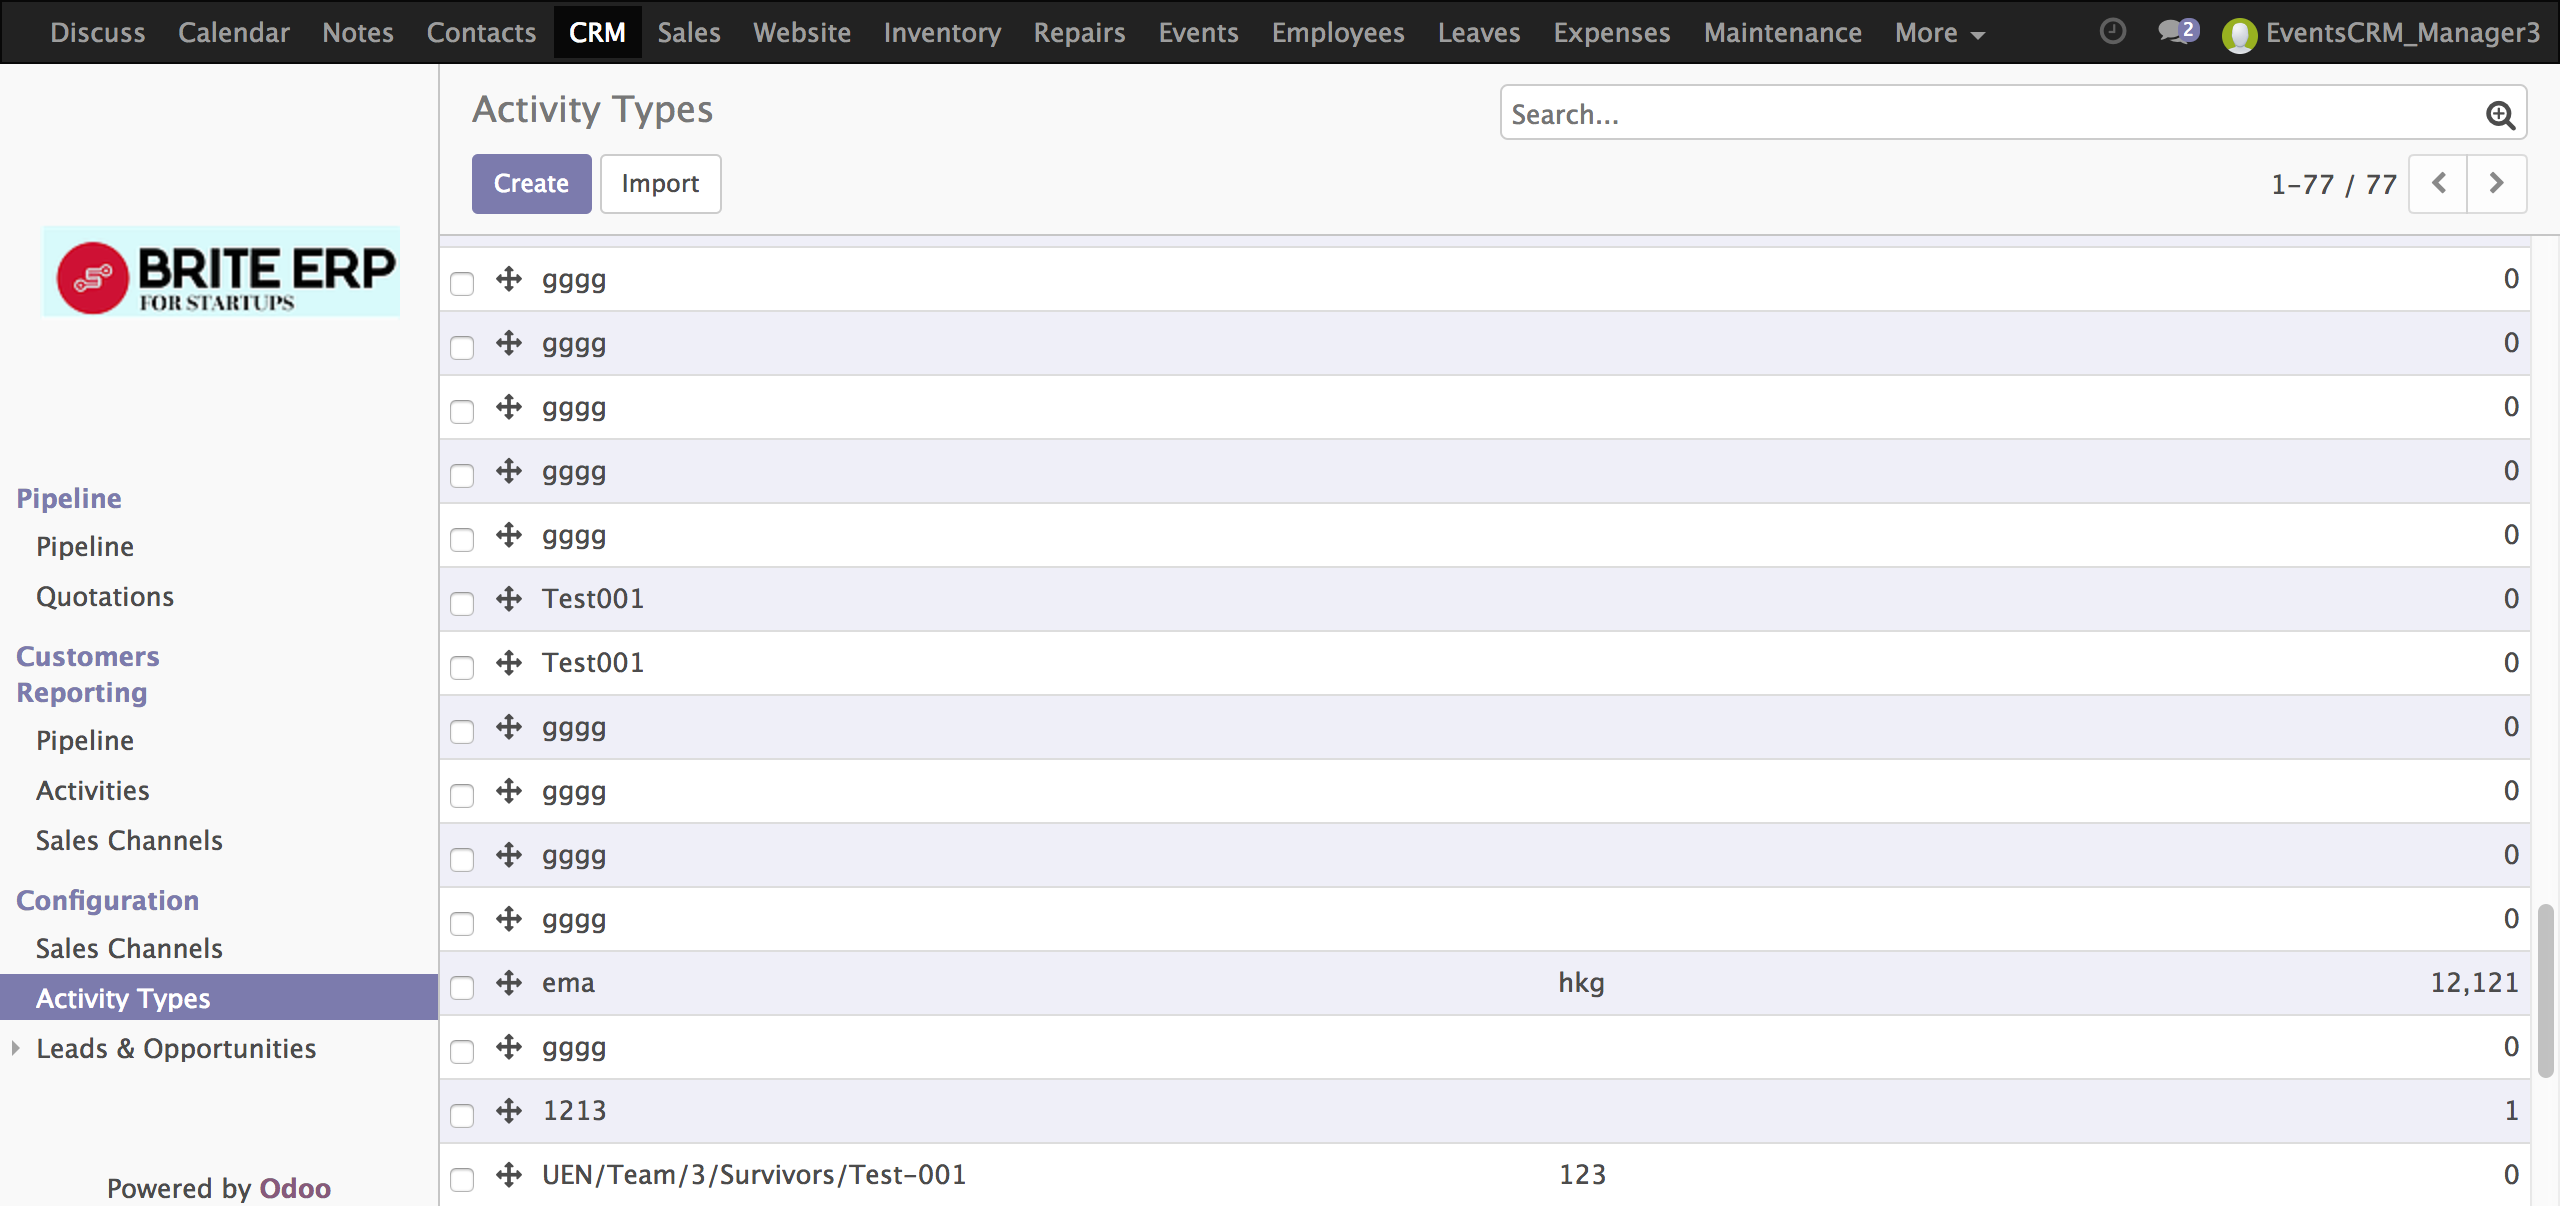 Discuss Calendar Notes Contacts CRM Sales Website Inventory Repairs Events Employees Leaves Expenses Maintenance More 2 EventsCRM_Manager3
BRITE ERP
FOR STARTUPS
Pipeline
Pipeline
Quotations
Customers
Reporting
Pipeline
Activities
Sales Channels
Configuration
Sales Channels
Activity Types
Leads & Opportunities
Powered by Odoo
Activity Types
Search...
Create Import
1-77 / 77
gggg 0
gggg 0
gggg 0
gggg 0
gggg 0
Test001 0
Test001 0
gggg 0
gggg 0
gggg 0
gggg 0
ema hkg 12,121
gggg 0
1213 1
UEN/Team/3/Survivors/Test-001 123 0